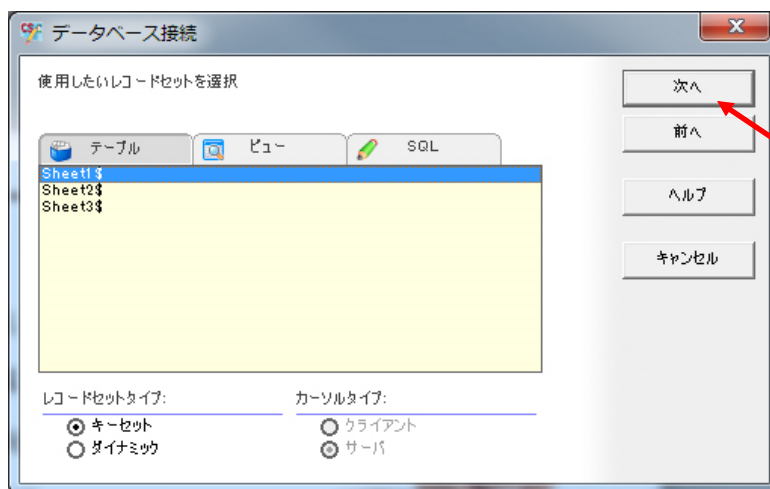 データベース接続
使用したいレコードセットを選択
次へ
前へ
テーブル ビュー SQL
Sheet1$
Sheet2$
Sheet3$
ヘルプ
キャンセル
レコードセットタイプ: カーソルタイプ:
キーセット クライアント
ダイナミック サーバ